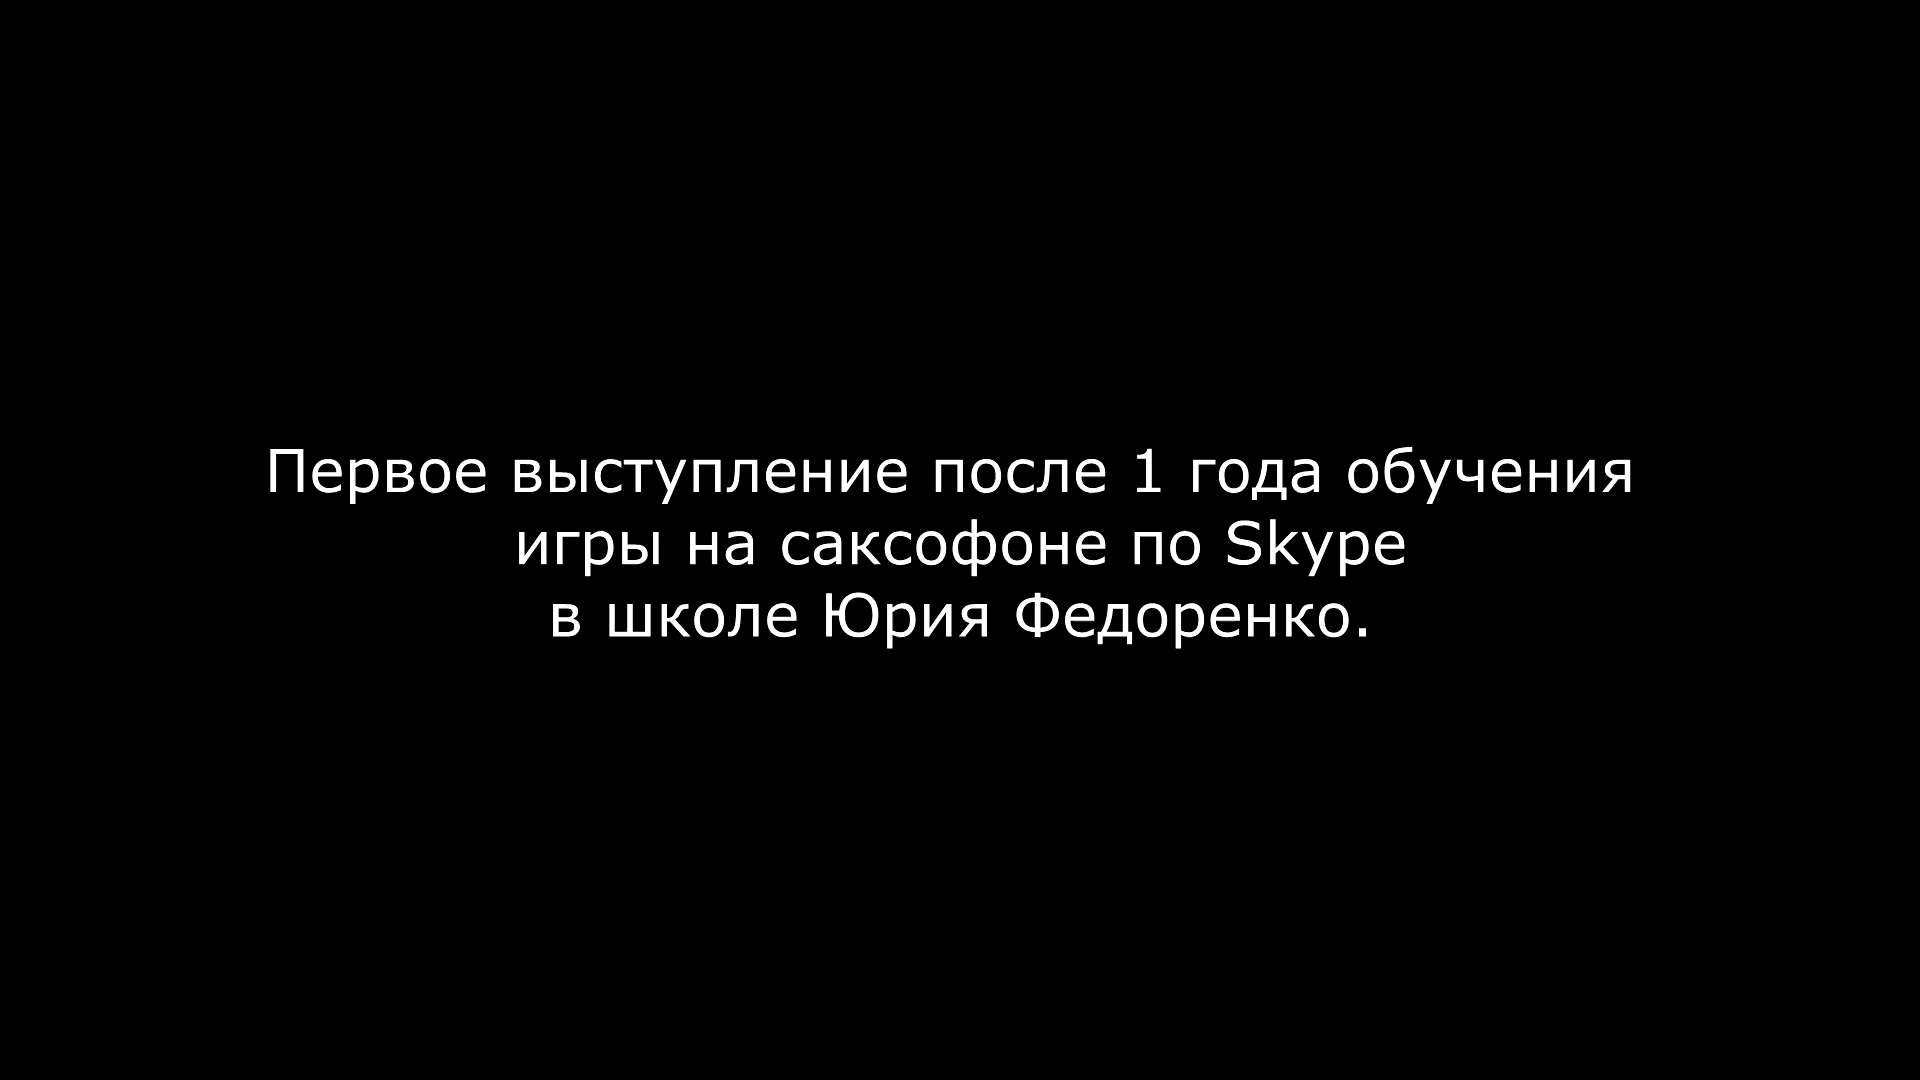 Первое выступление после 1 года обучения
игры на саксофоне по Skype
в школе Юрия Федоренко.